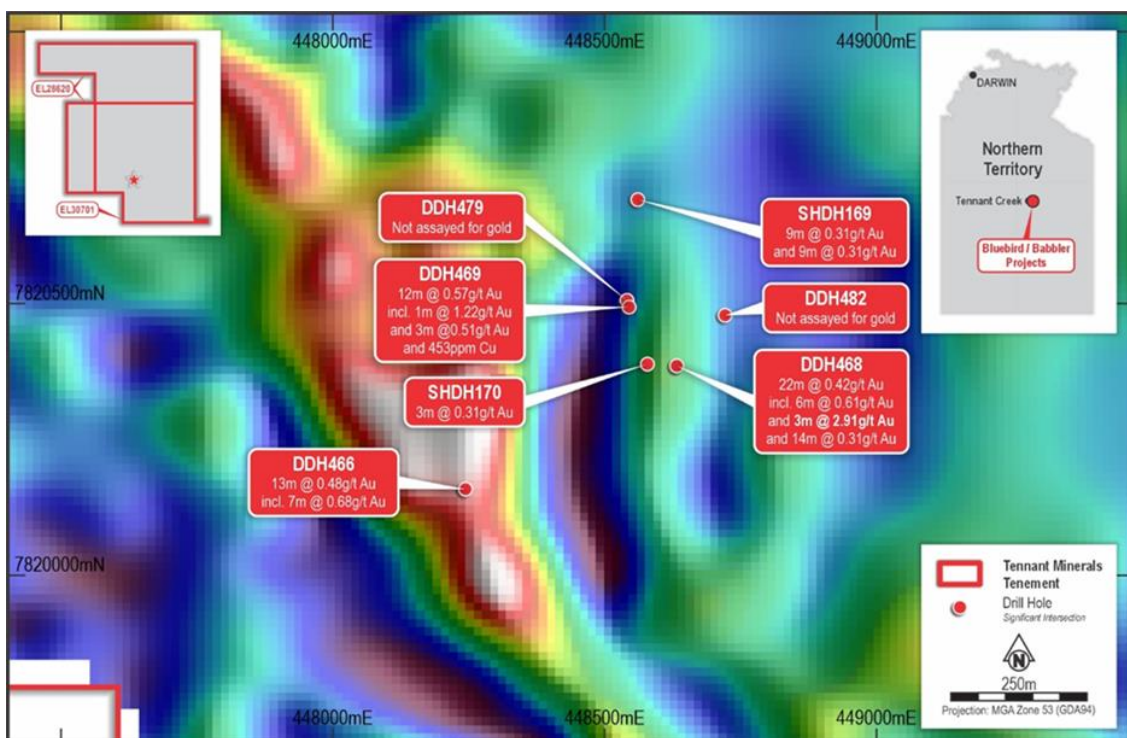 448000mE
448500mE
449000mE
EL28620
EL30701
DARWIN
Northern
Territory
Tennant Creek
Bluebird / Babbler
Projects
DDH479
Not assayed for gold
SHDH169
9m @ 0.31g/t Au
and 9m @ 0.31g/t Au
DDH469
12m @ 0.57g/t Au
incl. 1m @ 1.22g/t Au
and 3m @0.51g/t Au
and 453ppm Cu
7820500mN
DDH482
Not assayed for gold
SHDH170
3m @ 0.31g/t Au
DDH468
22m @ 0.42g/t Au
incl. 6m @ 0.61g/t Au
and 3m @ 2.91g/t Au
and 14m @ 0.31g/t Au
DDH466
13m @ 0.48g/t Au
incl. 7m @ 0.68g/t Au
7820000mN
Tennant Minerals
Tenement
Drill Hole
Significant Intersection
N
250m
Projection: MGA Zone 53 (GDA94)
448000mE
448500mE
449000mE